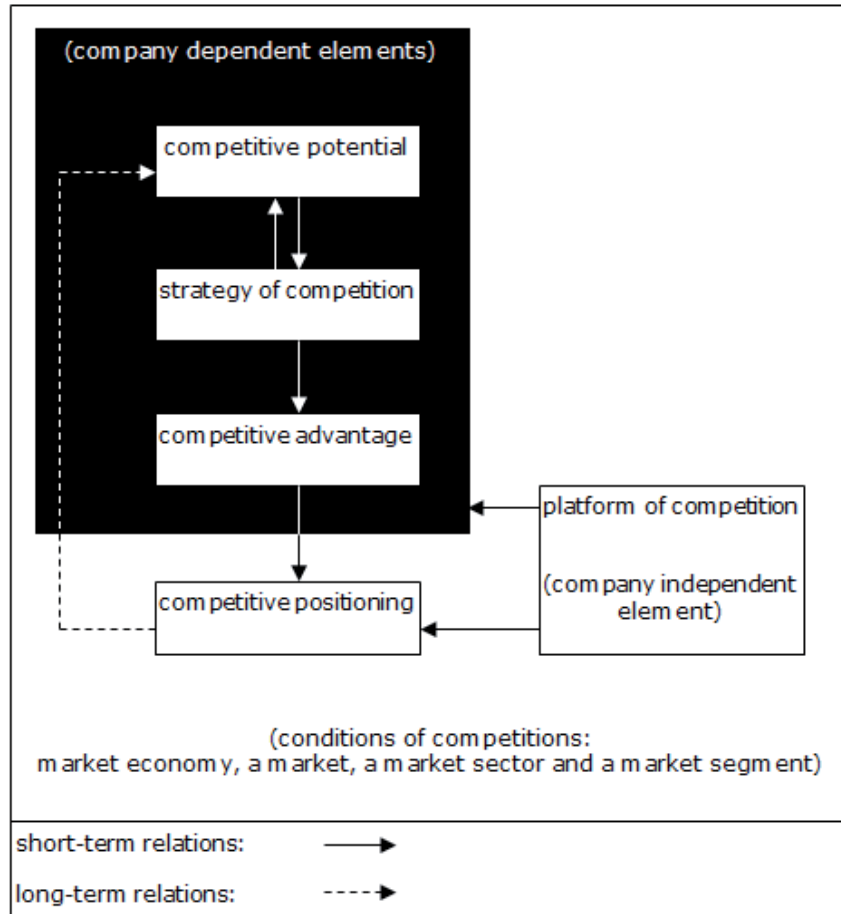 (company dependent elements)
competitive potential
strategy of competition
competitive advantage
platform of competition
(company independent
element)
competitive positioning
(conditions of competitions:
market economy, a market, a market sector and a market segment)
short-term relations:
long-term relations: